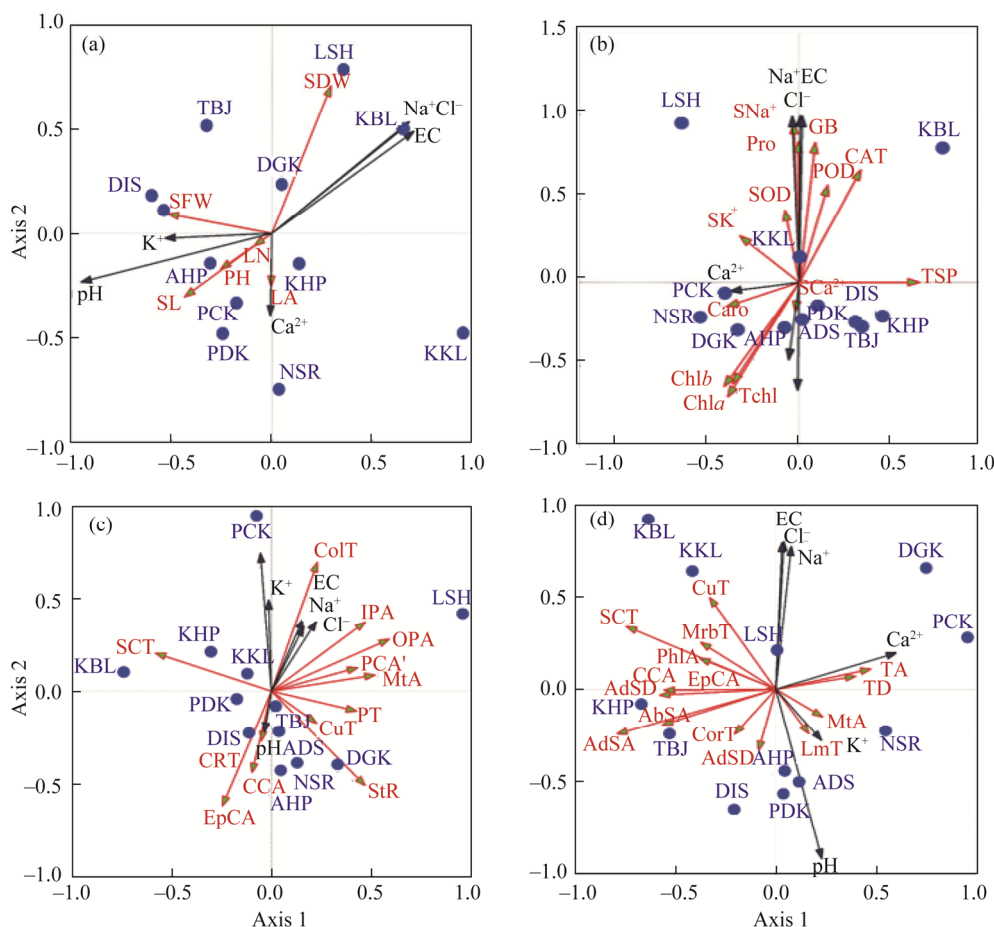 (a)
1.0
0.5
0.0
−0.5
−1.0
Axis 2
−1.0
−0.5
0.0
0.5
1.0
LSH
SDW
TBJ
KBL
Na⁺Cl⁻
EC
DGK
DIS
SFW
K⁺
LN
pH
AHP
PH
KHP
SL
LA
PCK
Ca²⁺
PDK
KKL
NSR
(b)
1.5
1.0
0.5
0.0
−0.5
−1.0
−1.0
−0.5
0.0
0.5
1.0
Na⁺EC
Cl⁻
LSH
SNa⁺
GB
KBL
Pro
POD
CAT
SOD
SK⁺
KKL
Ca²⁺
SCa²⁺
TSP
PCK
Caro
DIS
NSR
PDK
KHP
DGK
AHP
ADS
TBJ
Chlb
Tchl
Chla
(c)
1.0
0.5
0.0
−0.5
−1.0
Axis 2
−1.0
−0.5
0.0
0.5
1.0
Axis 1
PCK
ColT
EC
K⁺
Na⁺
IPA
LSH
Cl⁻
SCT
KHP
OPA
KBL
KKL
PCA'
MtA
PDK
PT
TBJ
CuT
DIS
pH
ADS
CRT
NSR
DGK
CCA
StR
AHP
EpCA
(d)
1.0
0.5
0.0
−0.5
−1.0
−1.0
−0.5
0.0
0.5
1.0
Axis 1
KBL
EC
Cl⁻
Na⁺
DGK
KKL
CuT
SCT
PCK
MrbT
LSH
Ca²⁺
PhlA
EpCA
TA
CCA
TD
AdSD
KHP
AbSA
MtA
AdSA
TBJ
CorT
LmT
K⁺
NSR
AdSD
AHP
ADS
DIS
PDK
pH